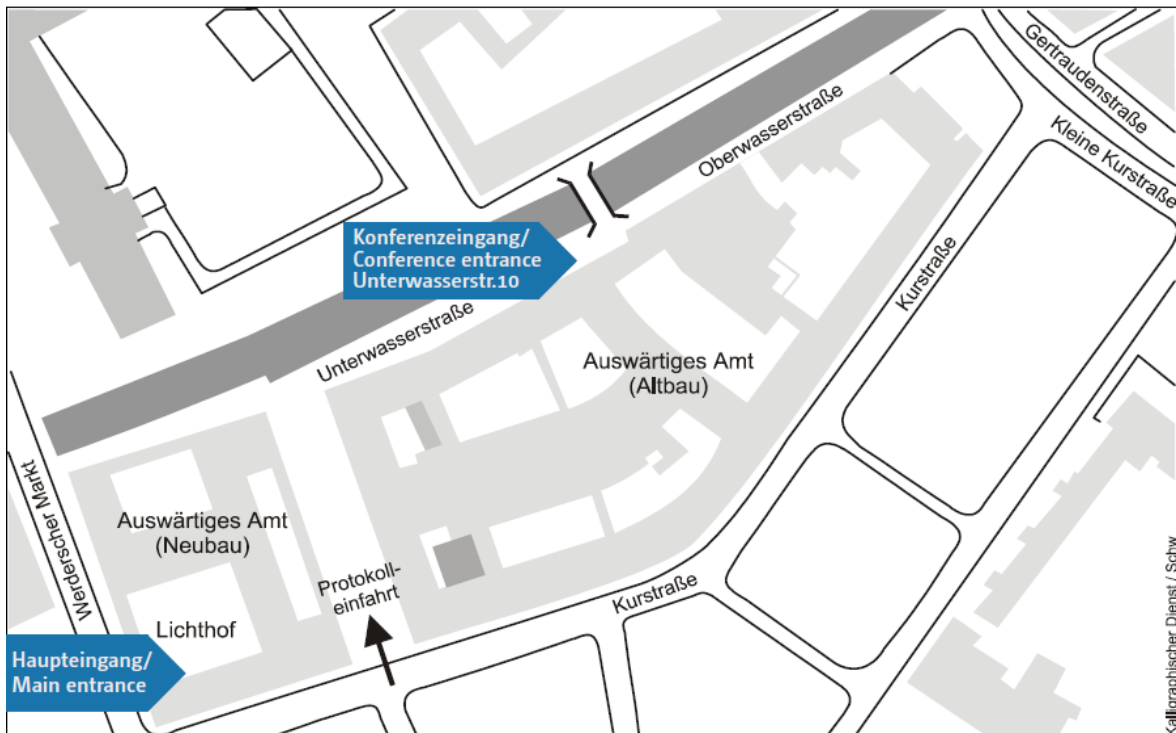 Gertraudenstraße
Oberwasserstraße
Kleine Kurstraße
Konferenzeingang/
Conference entrance
Unterwasserstr.10
Kurstraße
Unterwasserstraße
Auswärtiges Amt
(Altbau)
Werderscher Markt
Auswärtiges Amt
(Neubau)
Protokoll-
einfahrt
Kurstraße
Lichthof
Haupteingang/
Main entrance
Kalligraphischer Dienst / Schw